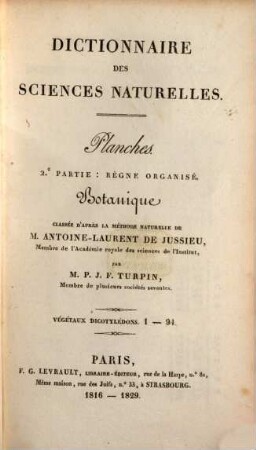 DICTIONNAIRE
DES
SCIENCES NATURELLES.
Planches.
2.e PARTIE : RÈGNE ORGANISÉ.
Botanique
CLASSÉE D'APRÈS LA MÉTHODE NATURELLE DE
M. ANTOINE-LAURENT DE JUSSIEU,
Membre de l'Académie royale des sciences de l'Institut,
PAR
M. P. J. F. TURPIN,
Membre de plusieurs sociétés savantes.
VÉGÉTAUX DICOTYLÉDONS. 1 — 94.
PARIS,
F. G. LEVRAULT, LIBRAIRE-ÉDITEUR, rue de la Harpe, n.° 81,
Même maison, rue des Juifs, n.° 33, à STRASBOURG.
1816 — 1829.